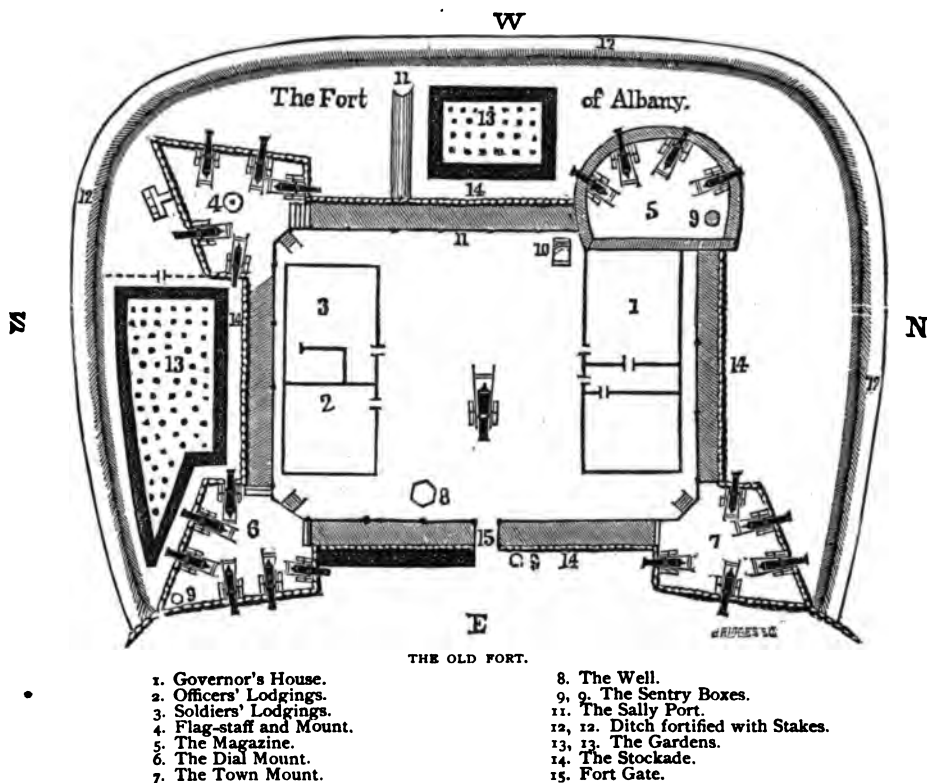 W
12
11
The Fort of Albany.
13
14
4
12
5
9
11
10
S
N
3
1
14
13
14
12
2
8
6
15
7
9
9
14
E
THE OLD FORT.
1. Governor's House.
2. Officers' Lodgings.
3. Soldiers' Lodgings.
4. Flag-staff and Mount.
5. The Magazine.
6. The Dial Mount.
7. The Town Mount.
8. The Well.
9, 9. The Sentry Boxes.
11. The Sally Port.
12, 12. Ditch fortified with Stakes.
13, 13. The Gardens.
14. The Stockade.
15. Fort Gate.